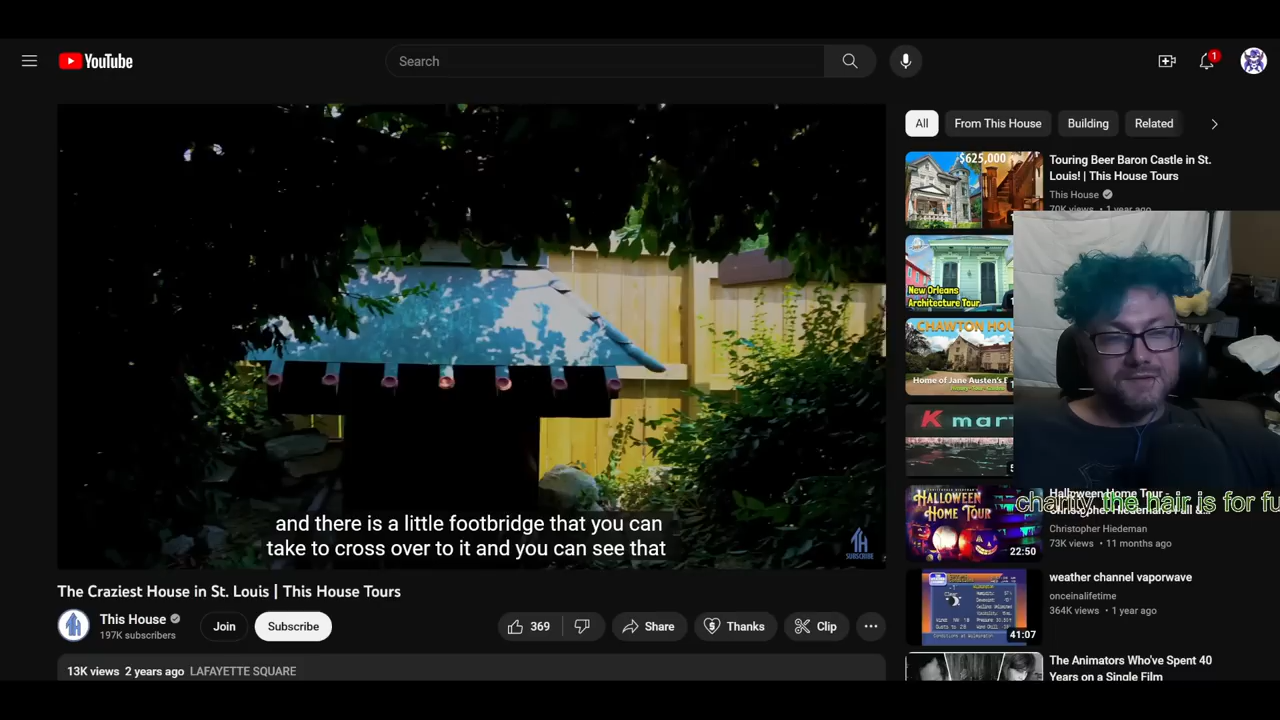 YouTube
Search
1
and there is a little footbridge that you can
take to cross over to it and you can see that
SUBSCRIBE
The Craziest House in St. Louis | This House Tours
This House
197K subscribers
Join
Subscribe
369
Share
Thanks
Clip
13K views 2 years ago LAFAYETTE SQUARE
All
From This House
Building
Related
$625,000
Touring Beer Baron Castle in St.
Louis! | This House Tours
This House
70K views • 1 year ago
New Orleans
Architecture Tour
CHAWTON HOU
Home of Jane Austen's B
K mar
charity, the hair is for fu
HALLOWEEN
HOME TOUR
22:50
Halloween Home Tour
Christopher Hiedeman
73K views • 11 months ago
41:07
weather channel vaporwave
onceinalifetime
364K views • 1 year ago
The Animators Who've Spent 40
Years on a Single Film